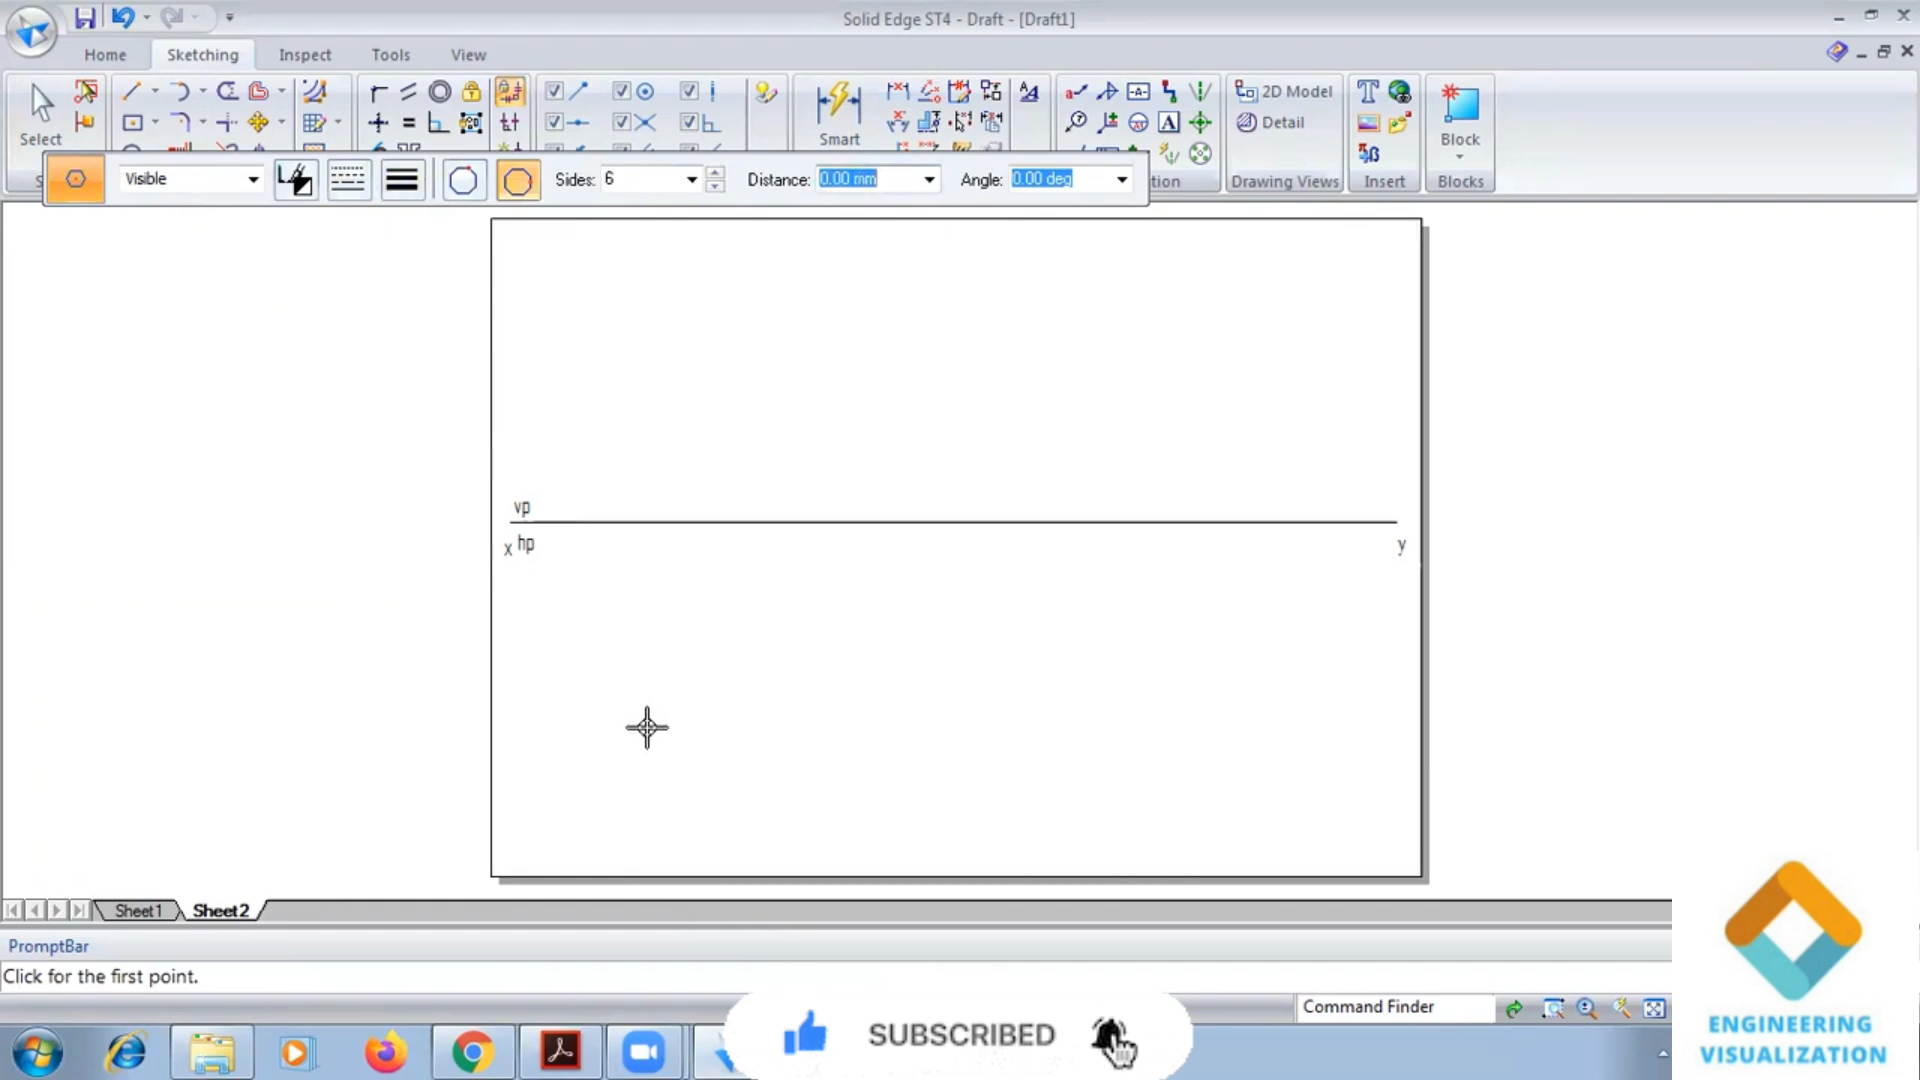 Solid Edge ST4 - Draft - [Draft1]
Home Sketching Inspect Tools View
Select
Smart
2D Model
Detail
Block
Visible
Sides: 6
Distance: 0.00 mm
Angle: 0.00 deg
tion
Drawing Views
Insert
Blocks
vp
x hp
y
Sheet1 Sheet2
PromptBar
Click for the first point.
Command Finder
SUBSCRIBED
ENGINEERING
VISUALIZATION